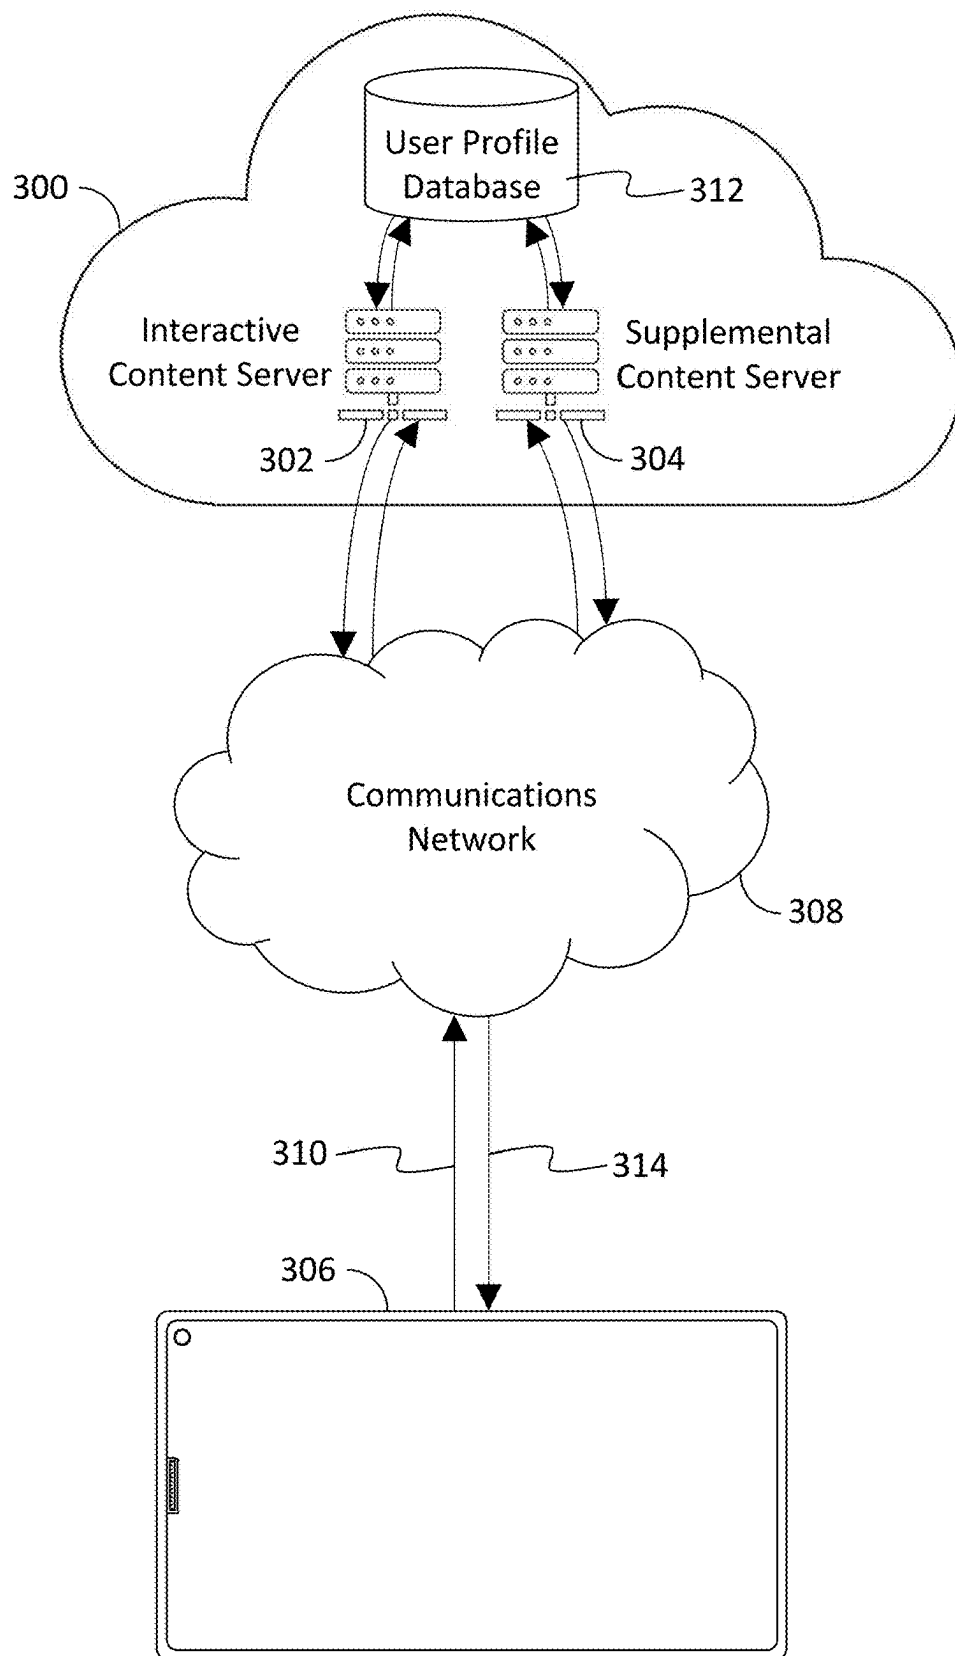 User Profile
Database
300
312
Interactive
Content Server
Supplemental
Content Server
302
304
Communications
Network
308
310
314
306